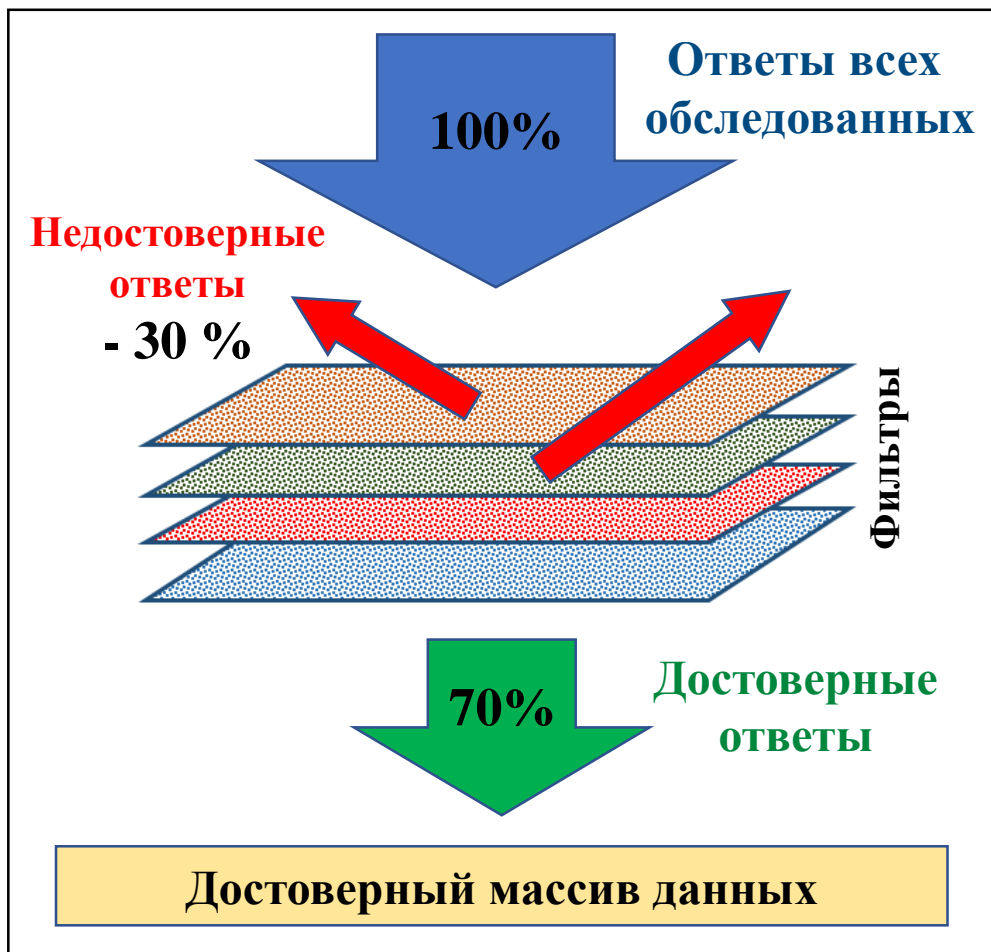 Ответы всех
обследованных
100%
Недостоверные
ответы
- 30 %
Фильтры
70%
Достоверные
ответы
Достоверный массив данных